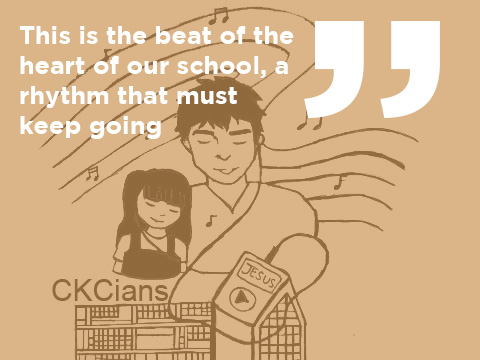 This is the beat of the
heart of our school, a
rhythm that must
keep going
”
JESUS
CKCians